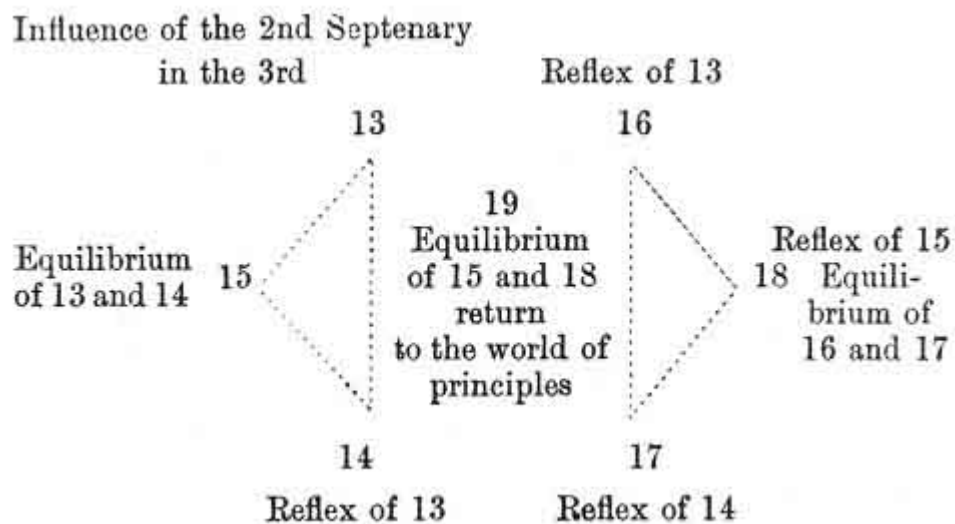 Influence of the 2nd Septenary
in the 3rd
Reflex of 13
13
16
19
Equilibrium
of 15 and 18
return
to the world of
principles
Equilibrium
of 13 and 14
15
18
Reflex of 15
Equili-
brium of
16 and 17
14
Reflex of 13
17
Reflex of 14